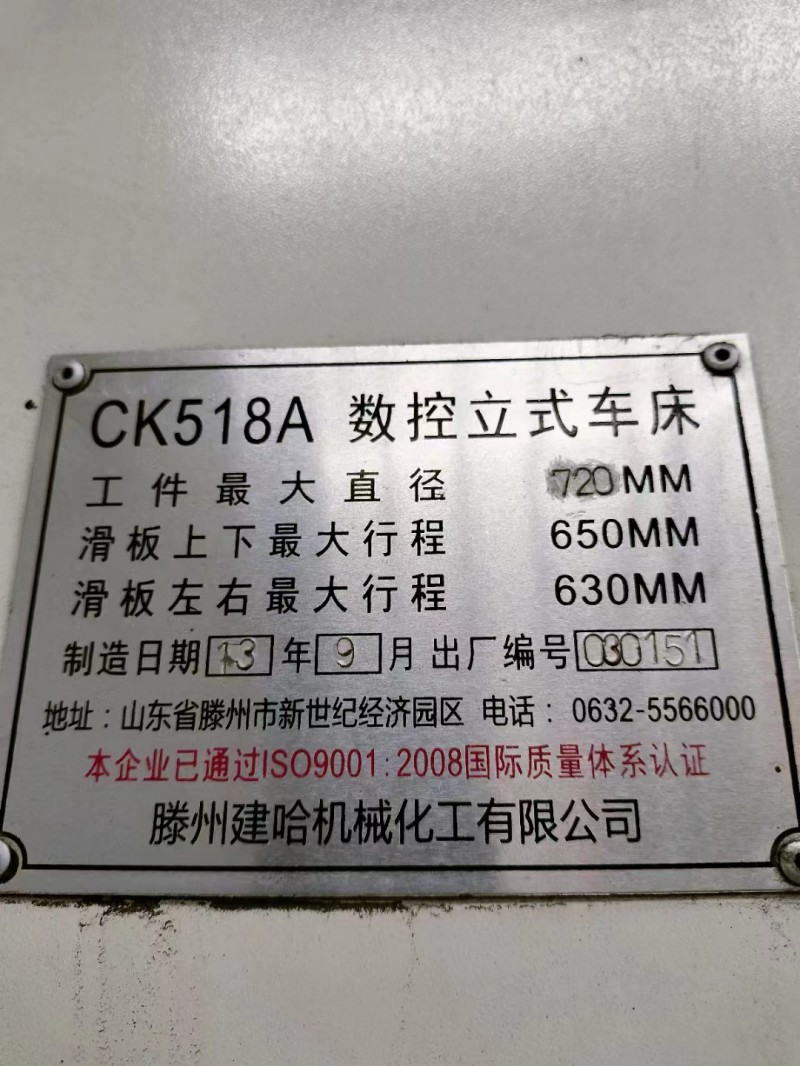 CK518A 数控立式车床
工件最大直径 720MM
滑板上下最大行程 650MM
滑板左右最大行程 630MM
制造日期 13 年 9 月 出厂编号 030151
地址：山东省滕州市新世纪经济园区 电话：0632-5566000
本企业已通过ISO9001:2008国际质量体系认证
滕州建哈机械化工有限公司